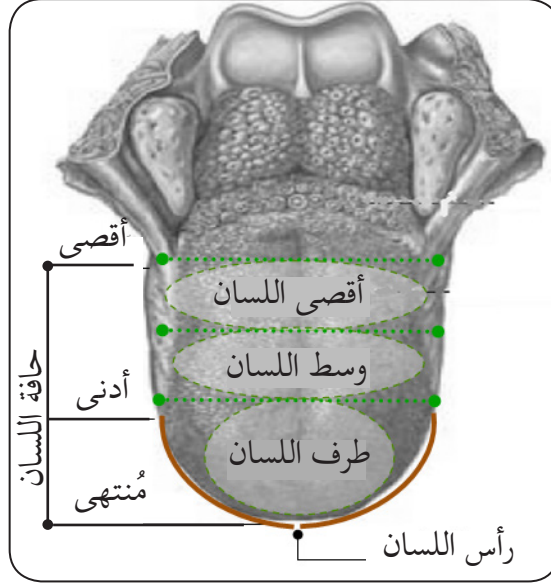 أقصى
أقصى اللسان
وسط اللسان
أدنى
حافة اللسان
طرف اللسان
مُنتهى
رأس اللسان